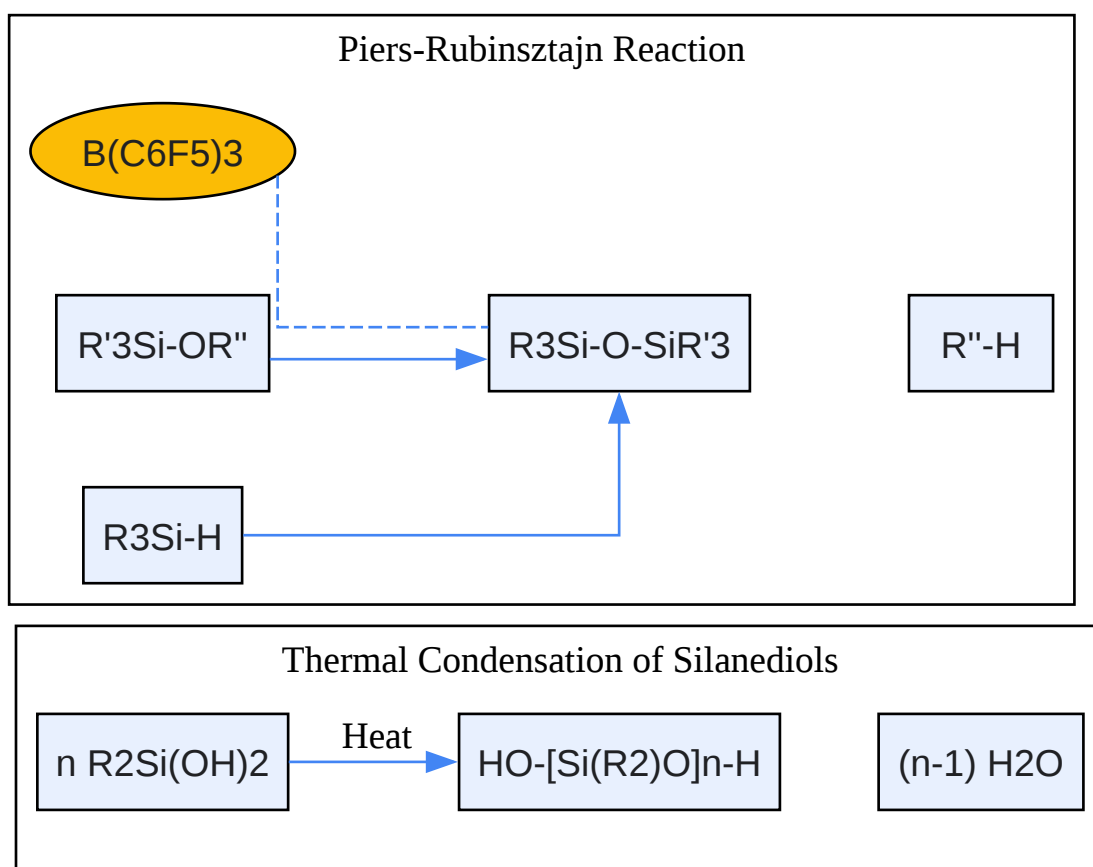 Piers-Rubinsztajn Reaction
B(C6F5)3
R'3Si-OR"
R3Si-O-SiR'3
R"-H
R3Si-H
Thermal Condensation of Silanediols
n R2Si(OH)2
Heat
HO-[Si(R2)O]n-H
(n-1) H2O